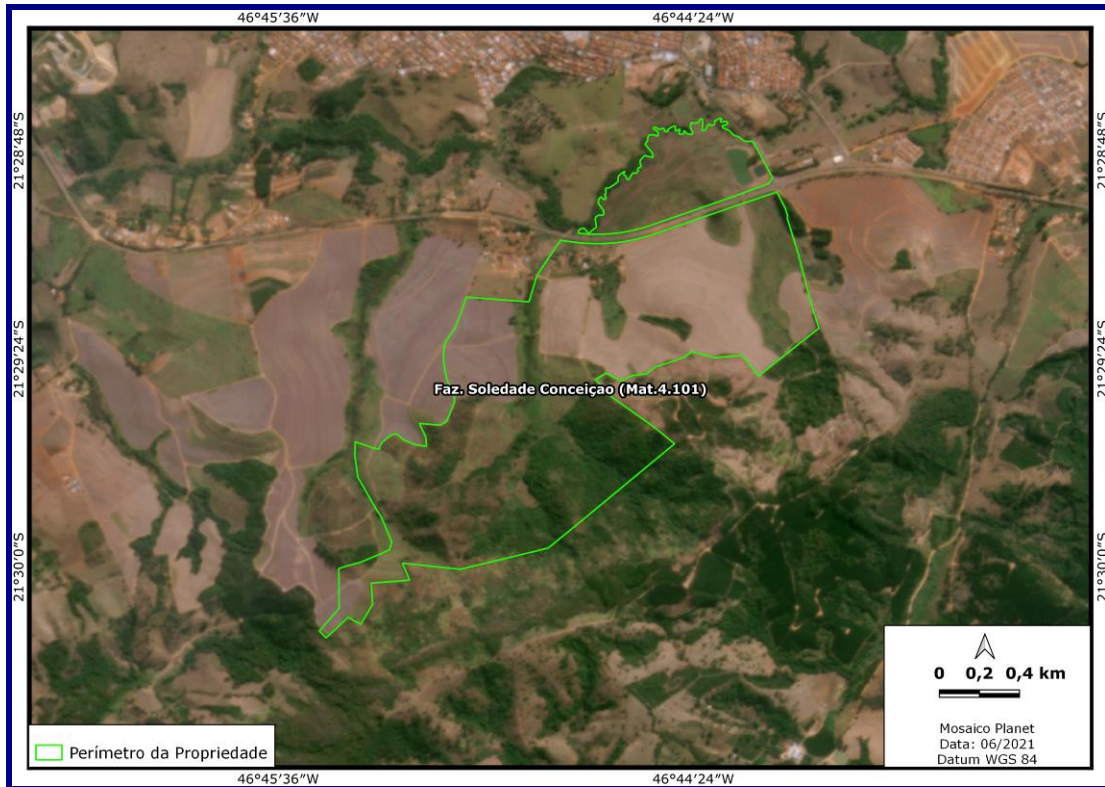 46°45′36″W
46°44′24″W
21°28′48″S
21°28′48″S
21°29′24″S
21°29′24″S
Faz. Soledade Conceiçao (Mat.4.101)
21°30′0″S
21°30′0″S
0 0,2 0,4 km
Mosaico Planet
Data: 06/2021
Datum WGS 84
Perímetro da Propriedade
46°45′36″W
46°44′24″W